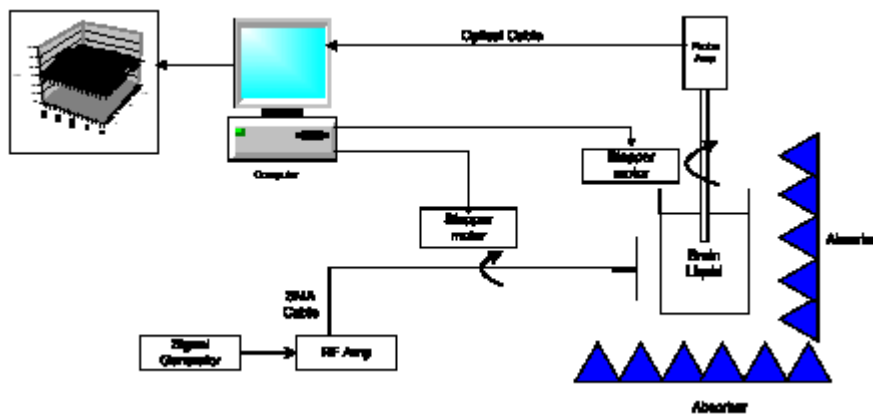 Optical Cable
Probe
Amp
Computer
Stepper
motor
Stepper
motor
Brain
Liquid
Absorber
SMA
Cable
Signal
Generator
RF Amp
Absorber